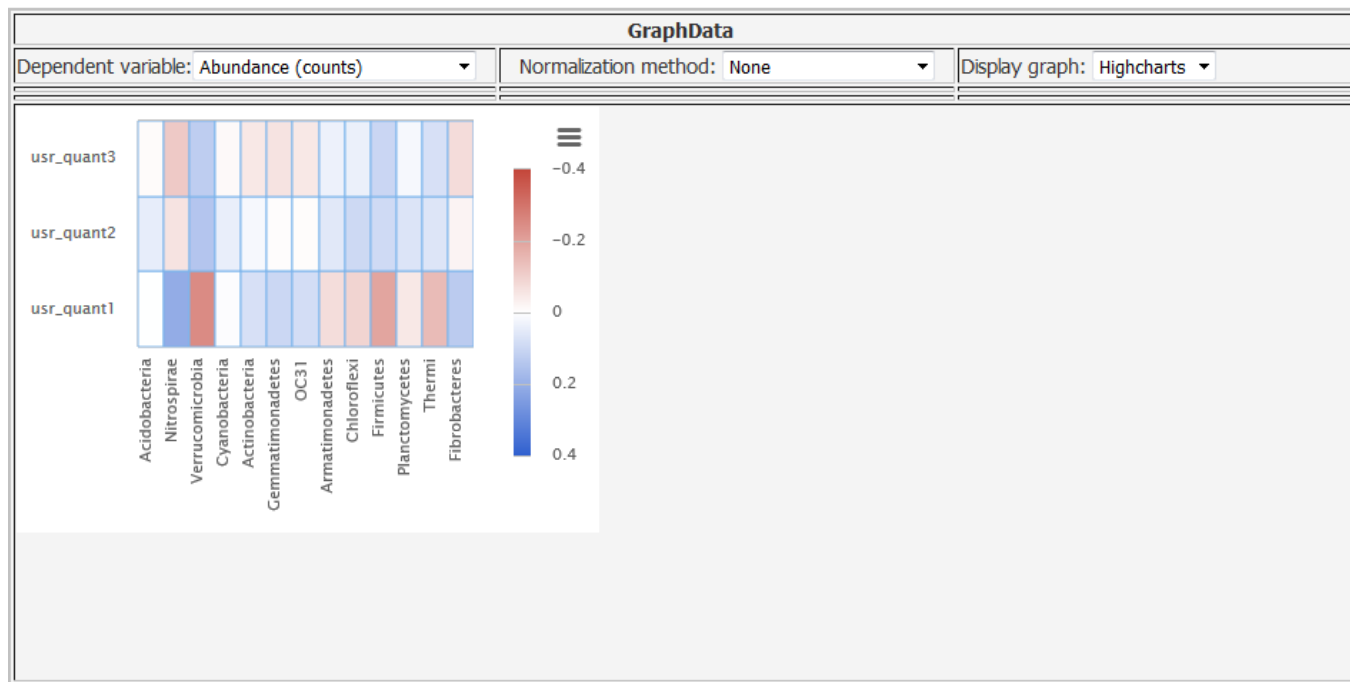 GraphData
Dependent variable: Abundance (counts) Normalization method: None Display graph: Highcharts
usr_quant3
usr_quant2
usr_quant1
Acidobacteria
Nitrospirae
Verrucomicrobia
Cyanobacteria
Actinobacteria
Gemmatimonadetes
OC31
Armatimonadetes
Chloroflexi
Firmicutes
Planctomycetes
Thermi
Fibrobacteres
-0.4
-0.2
0
0.2
0.4